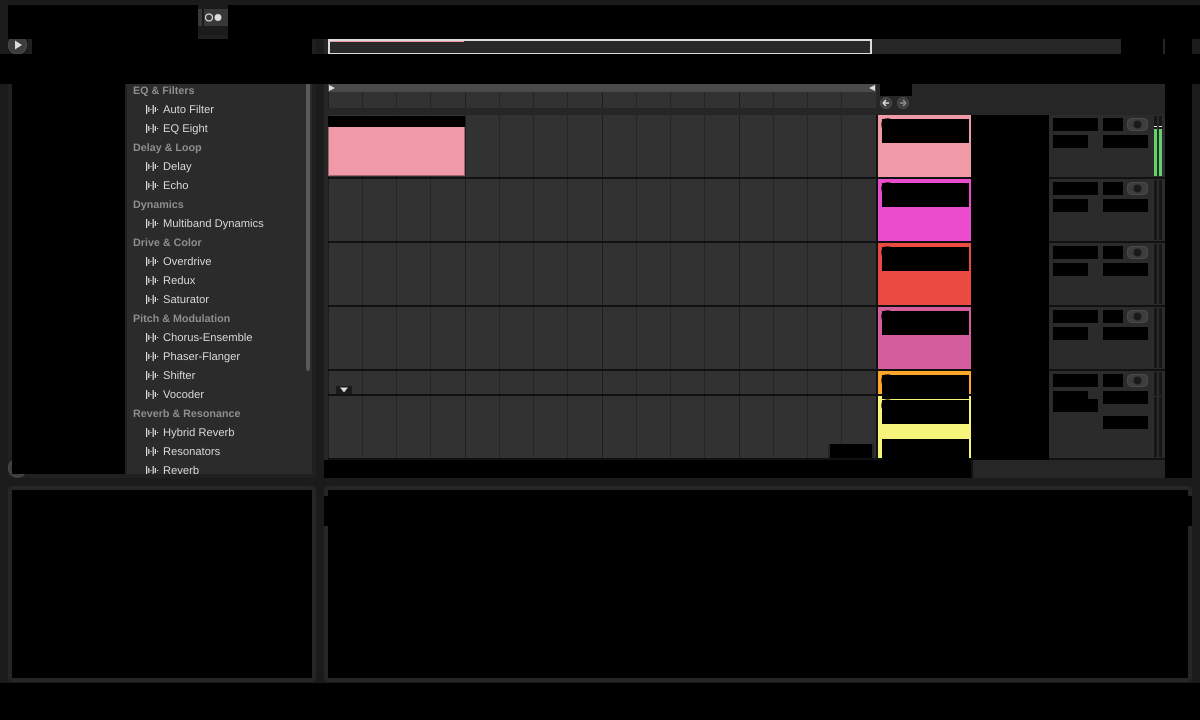 EQ & Filters
Auto Filter
EQ Eight
Delay & Loop
Delay
Echo
Dynamics
Multiband Dynamics
Drive & Color
Overdrive
Redux
Saturator
Pitch & Modulation
Chorus-Ensemble
Phaser-Flanger
Shifter
Vocoder
Reverb & Resonance
Hybrid Reverb
Resonators
Reverb